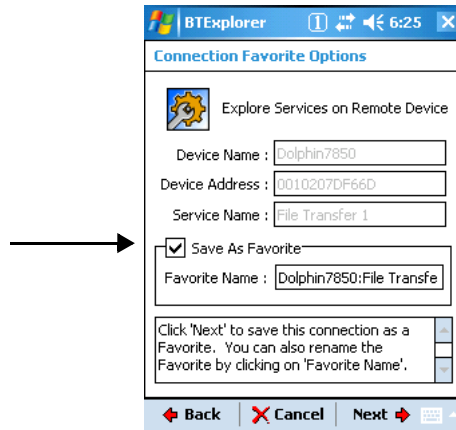 BTExplorer 1 6:25
Connection Favorite Options
Explore Services on Remote Device
Device Name : Dolphin7850
Device Address : 0010207DF66D
Service Name : File Transfer 1
Save As Favorite
Favorite Name : Dolphin7850:File Transfe
Click 'Next' to save this connection as a
Favorite. You can also rename the
Favorite by clicking on 'Favorite Name'.
Back Cancel Next